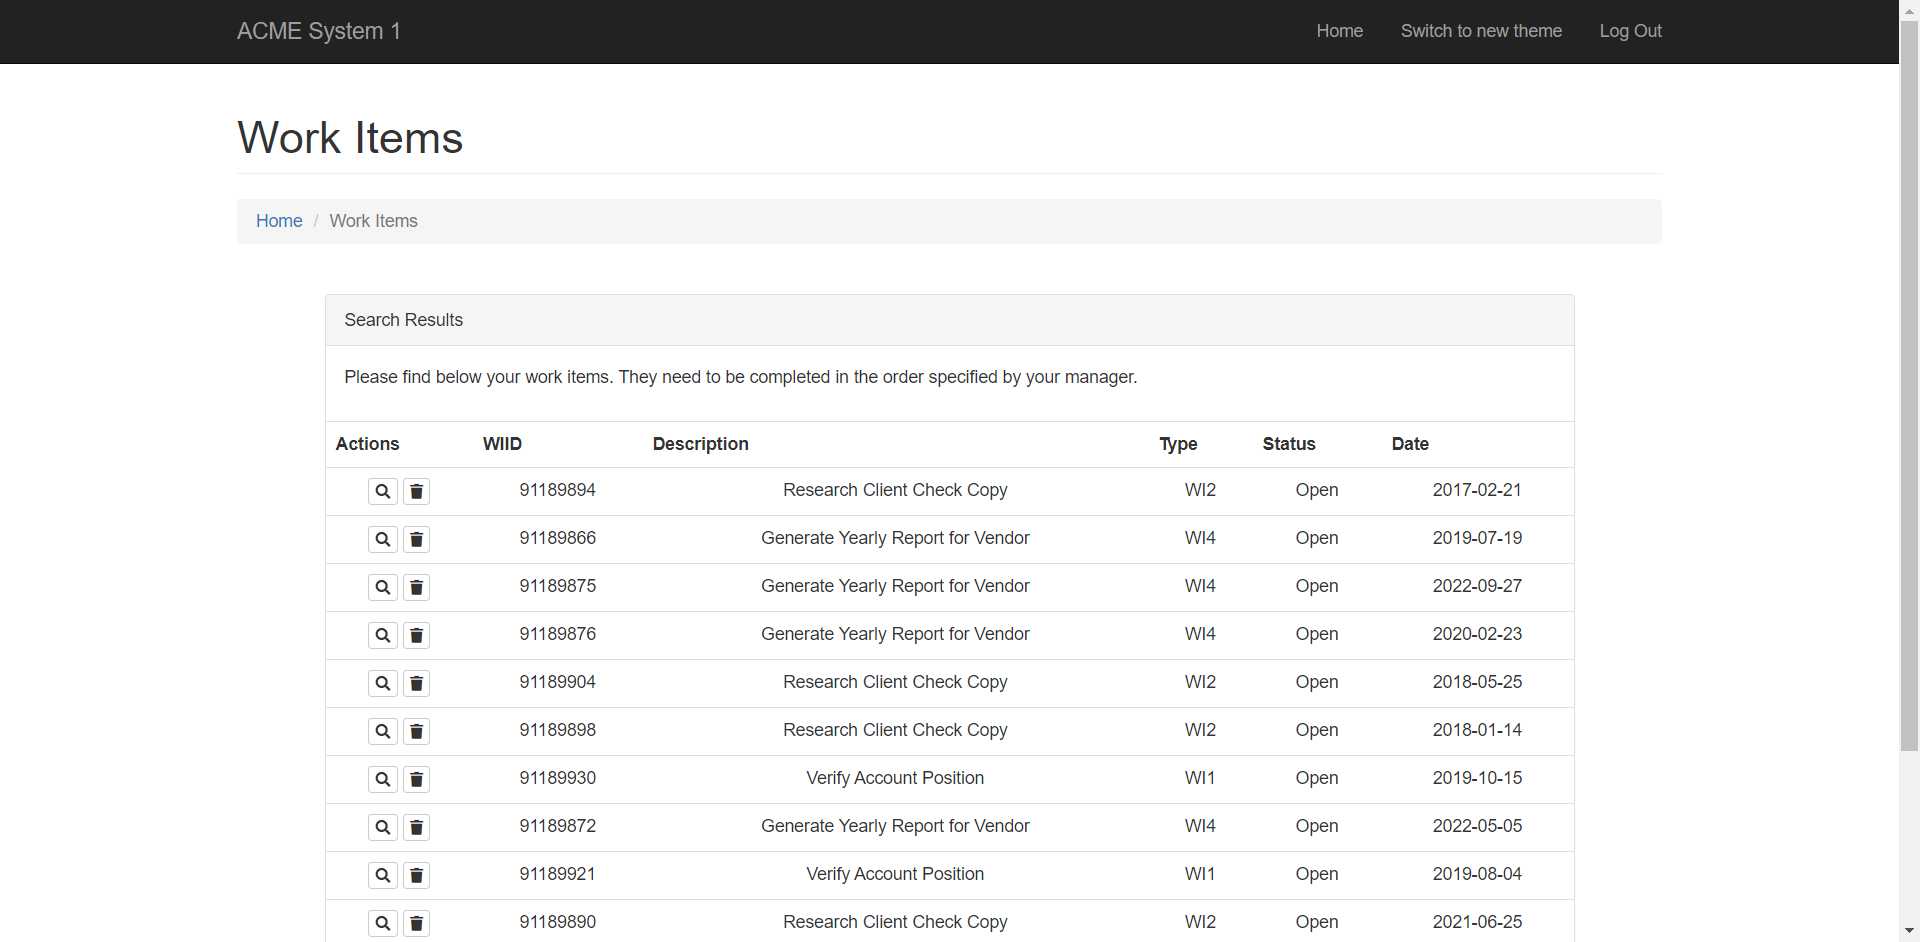 ACME System 1 Home Switch to new theme Log Out
Work Items
Home / Work Items
Search Results
Please find below your work items. They need to be completed in the order specified by your manager.
Actions WIID Description Type Status Date
91189894 Research Client Check Copy WI2 Open 2017-02-21
91189866 Generate Yearly Report for Vendor WI4 Open 2019-07-19
91189875 Generate Yearly Report for Vendor WI4 Open 2022-09-27
91189876 Generate Yearly Report for Vendor WI4 Open 2020-02-23
91189904 Research Client Check Copy WI2 Open 2018-05-25
91189898 Research Client Check Copy WI2 Open 2018-01-14
91189930 Verify Account Position WI1 Open 2019-10-15
91189872 Generate Yearly Report for Vendor WI4 Open 2022-05-05
91189921 Verify Account Position WI1 Open 2019-08-04
91189890 Research Client Check Copy WI2 Open 2021-06-25